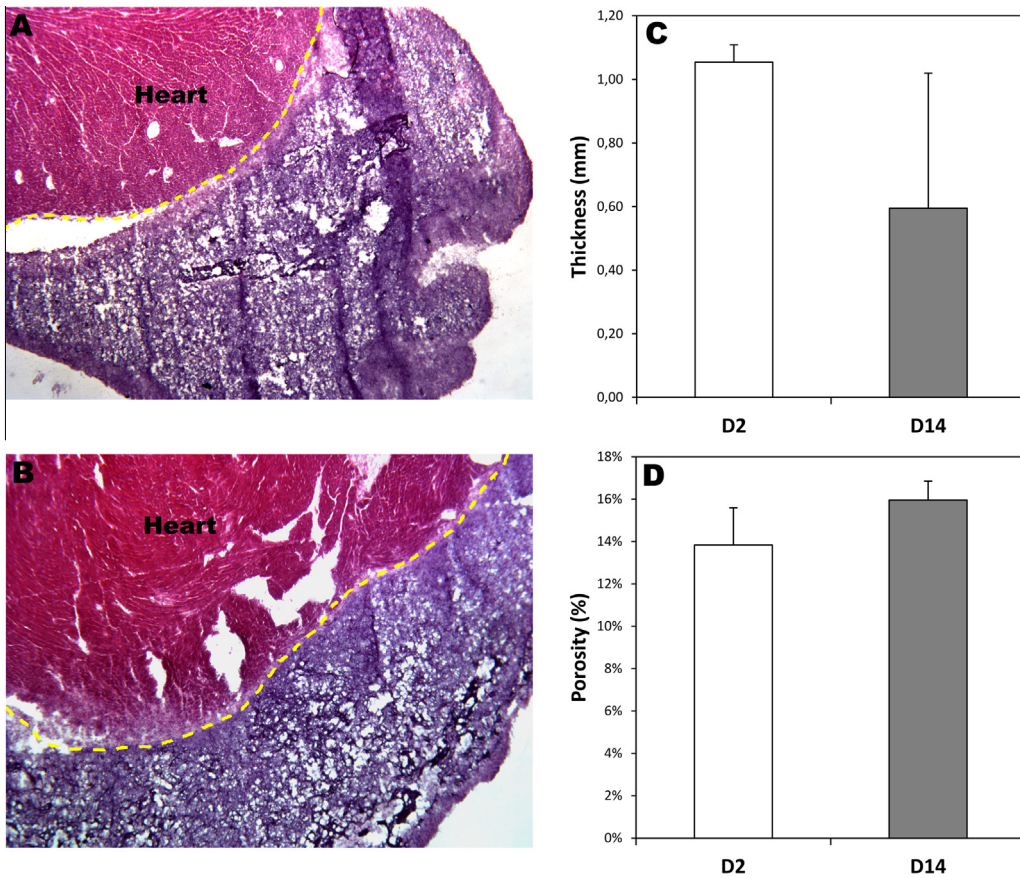 A
Heart
B
Heart
C
Thickness (mm)
1,20
1,00
0,80
0,60
0,40
0,20
0,00
D2
D14
D
Porosity (%)
18%
16%
14%
12%
10%
8%
6%
4%
2%
0%
D2
D14